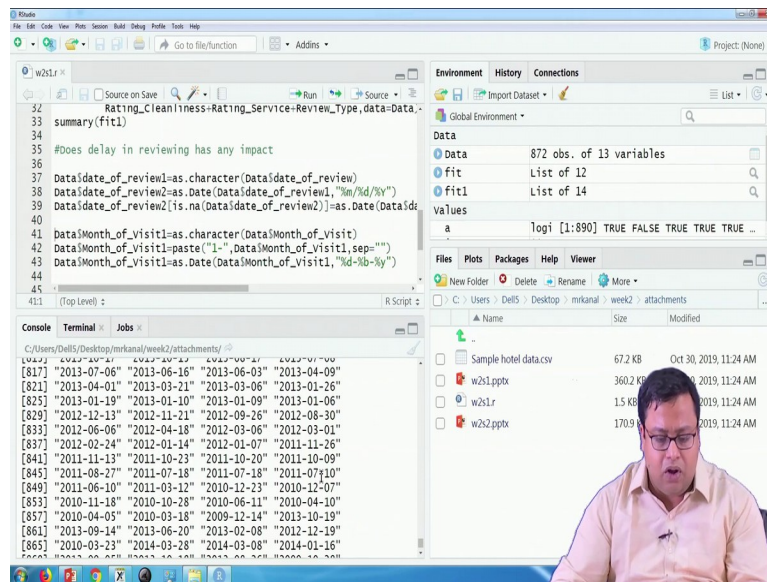 RStudio
File Edit Code View Plots Session Build Debug Profile Tools Help
Go to file/function Addins Project: (None)
w2s1.r
Source on Save Run Source
32 Rating_Cleanliness+Rating_Service+Review_Type,data=Data
33 summary(fit1)
34
35 #Does delay in reviewing has any impact
36
37 Data$date_of_review1=as.character(Data$date_of_review)
38 Data$date_of_review2=as.Date(Data$date_of_review1,"%m/%d/%Y")
39 Data$date_of_review2[is.na(Data$date_of_review2)]=as.Date(Data$da
40
41 Data$Month_of_Visit1=as.character(Data$Month_of_Visit)
42 Data$Month_of_Visit1=paste("1-",Data$Month_of_Visit1,sep="")
43 Data$Month_of_Visit1=as.Date(Data$Month_of_Visit1,"%d-%b-%y")
44
45
41:1 (Top Level) R Script
Console Terminal Jobs
C:/Users/Dell5/Desktop/mrkanal/week2/attachments/
[817] "2013-07-06" "2013-06-16" "2013-06-03" "2013-04-09"
[821] "2013-04-01" "2013-03-21" "2013-03-06" "2013-01-26"
[825] "2013-01-19" "2013-01-10" "2013-01-09" "2013-01-06"
[829] "2012-12-13" "2012-11-21" "2012-09-26" "2012-08-30"
[833] "2012-06-06" "2012-04-18" "2012-03-06" "2012-03-01"
[837] "2012-02-24" "2012-01-14" "2012-01-07" "2011-11-26"
[841] "2011-11-13" "2011-10-23" "2011-10-20" "2011-10-09"
[845] "2011-08-27" "2011-07-18" "2011-07-18" "2011-07-10"
[849] "2011-06-10" "2011-03-12" "2010-12-23" "2010-12-07"
[853] "2010-11-18" "2010-10-28" "2010-06-11" "2010-04-10"
[857] "2010-04-05" "2010-03-18" "2009-12-14" "2013-10-19"
[861] "2013-09-14" "2013-06-20" "2013-02-08" "2012-12-19"
[865] "2010-03-23" "2014-03-28" "2014-03-08" "2014-01-16"
Environment History Connections
Import Dataset List
Global Environment
Data
Data 872 obs. of 13 variables
fit List of 12
fit1 List of 14
Values
a logi [1:890] TRUE FALSE TRUE TRUE TRUE …
Files Plots Packages Help Viewer
New Folder Delete Rename More
C: Users Dell5 Desktop mrkanal week2 attachments
Name Size Modified
..
Sample hotel data.csv 67.2 KB Oct 30, 2019, 11:24 AM
w2s1.pptx 360.2 KB 2019, 11:24 AM
w2s1.r 1.5 KB 2019, 11:24 AM
w2s2.pptx 170.9 2019, 11:24 AM